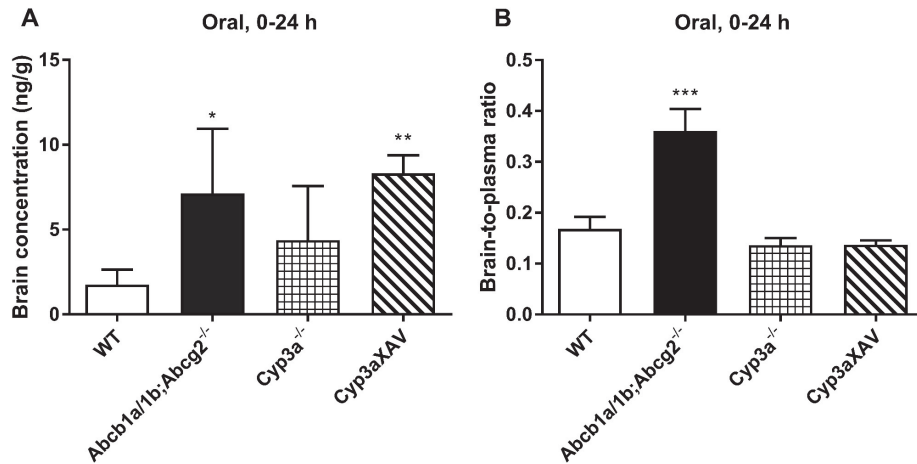 A
Oral, 0-24 h
Brain concentration (ng/g)
15
10
5
0
*
**
WT
Abcb1a/1b;Abcg2-/-
Cyp3a-/-
Cyp3aXAV
B
Oral, 0-24 h
Brain-to-plasma ratio
0.5
0.4
0.3
0.2
0.1
0.0
***
WT
Abcb1a/1b;Abcg2-/-
Cyp3a-/-
Cyp3aXAV